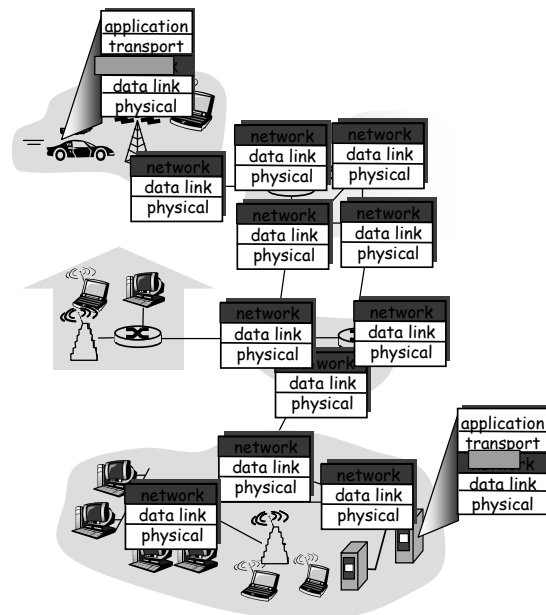 application
transport
data link
physical
network
data link
physical
network
data link
physical
network
data link
physical
network
data link
physical
network
data link
physical
network
data link
physical
network
data link
physical
network
data link
physical
application
transport
data link
physical
network
data link
physical
network
data link
physical
network
data link
physical